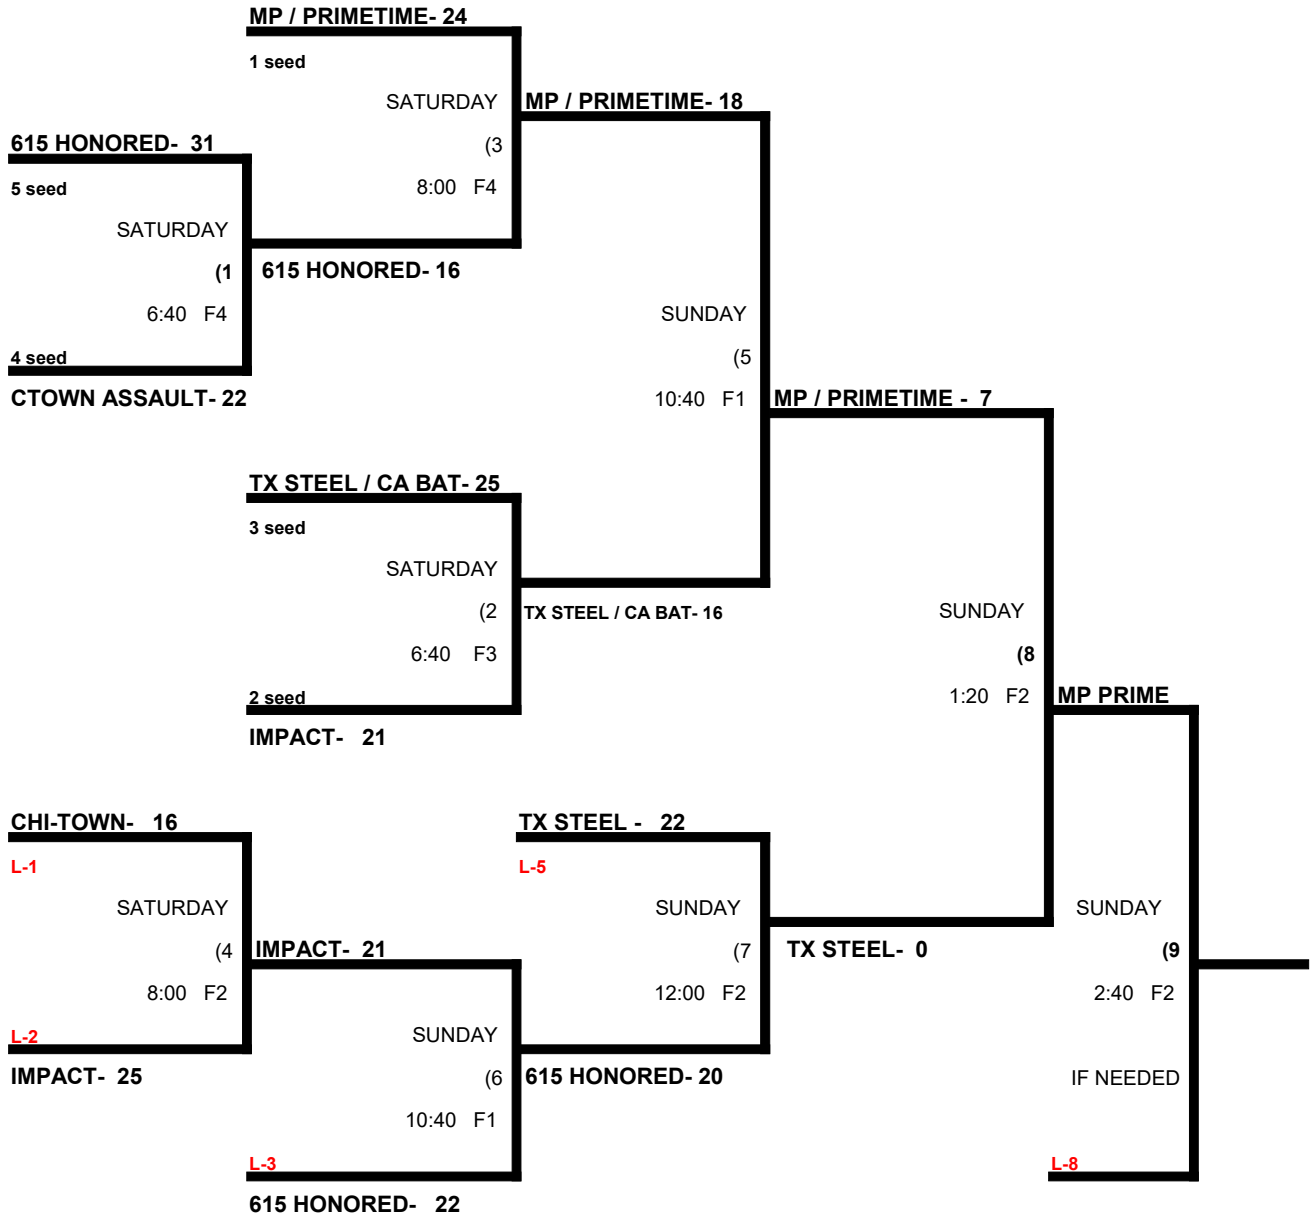 MP / PRIMETIME- 24
1 seed
SATURDAY
MP / PRIMETIME- 18
615 HONORED- 31
(3
5 seed
8:00 F4
SATURDAY
(1
615 HONORED- 16
6:40 F4
SUNDAY
4 seed
(5
CTOWN ASSAULT- 22
10:40 F1
MP / PRIMETIME - 7
TX STEEL / CA BAT- 25
3 seed
SATURDAY
(2
TX STEEL / CA BAT- 16
SUNDAY
6:40 F3
(8
2 seed
1:20 F2
MP PRIME
IMPACT- 21
CHI-TOWN- 16
TX STEEL - 22
L-1
L-5
SATURDAY
SUNDAY
SUNDAY
(4
IMPACT- 21
(7
TX STEEL- 0
(9
8:00 F2
12:00 F2
2:40 F2
L-2
SUNDAY
IMPACT- 25
(6
615 HONORED- 20
IF NEEDED
10:40 F1
L-3
L-8
615 HONORED- 22